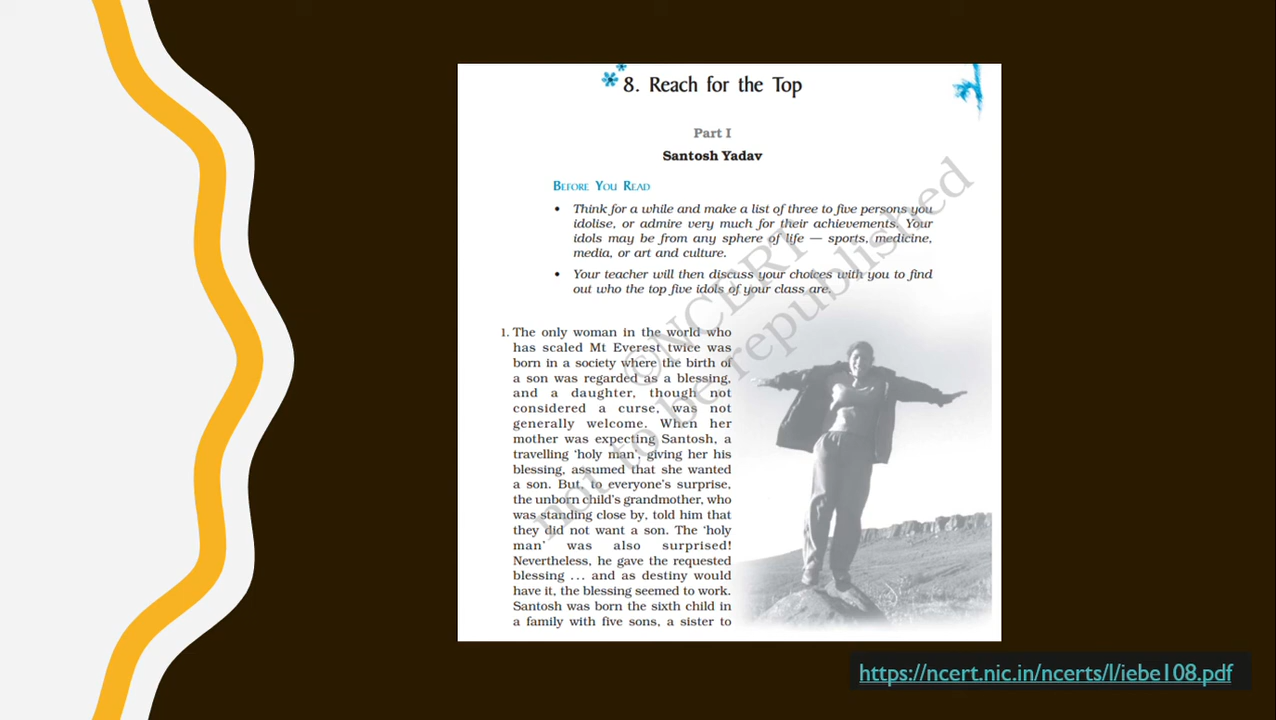 8. Reach for the Top
Part I
Santosh Yadav
BEFORE YOU READ
• Think for a while and make a list of three to five persons you
idolise, or admire very much for their achievements. Your
idols may be from any sphere of life — sports, medicine,
media, or art and culture.
• Your teacher will then discuss your choices with you to find
out who the top five idols of your class are.
1. The only woman in the world who
has scaled Mt Everest twice was
born in a society where the birth of
a son was regarded as a blessing,
and a daughter, though not
considered a curse, was not
generally welcome. When her
mother was expecting Santosh, a
travelling ‘holy man’, giving her his
blessing, assumed that she wanted
a son. But, to everyone’s surprise,
the unborn child’s grandmother, who
was standing close by, told him that
they did not want a son. The ‘holy
man’ was also surprised!
Nevertheless, he gave the requested
blessing ... and as destiny would
have it, the blessing seemed to work.
Santosh was born the sixth child in
a family with five sons, a sister to
©NCERT
not to be republished
https://ncert.nic.in/ncerts/l/iebe108.pdf